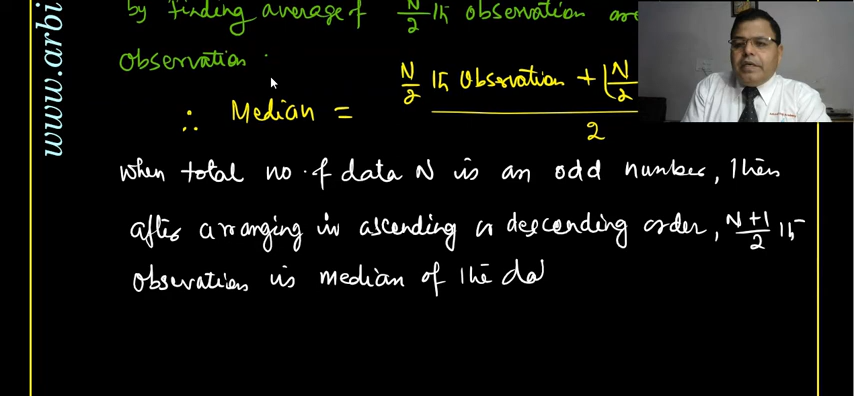 by finding average of N/2 th observation and
observation.
∴ Median = N/2 th observation + (N/2
2
when total no. of data N is an odd number, then
after arranging in ascending or descending order, N+1/2 th
observation is median of the da
www.arbi